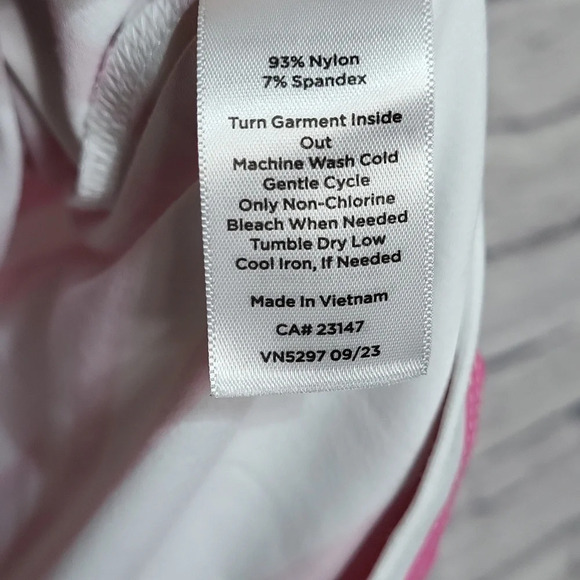 93% Nylon
7% Spandex
Turn Garment Inside
Out
Machine Wash Cold
Gentle Cycle
Only Non-Chlorine
Bleach When Needed
Tumble Dry Low
Cool Iron, If Needed
Made In Vietnam
CA# 23147
VN5297 09/23